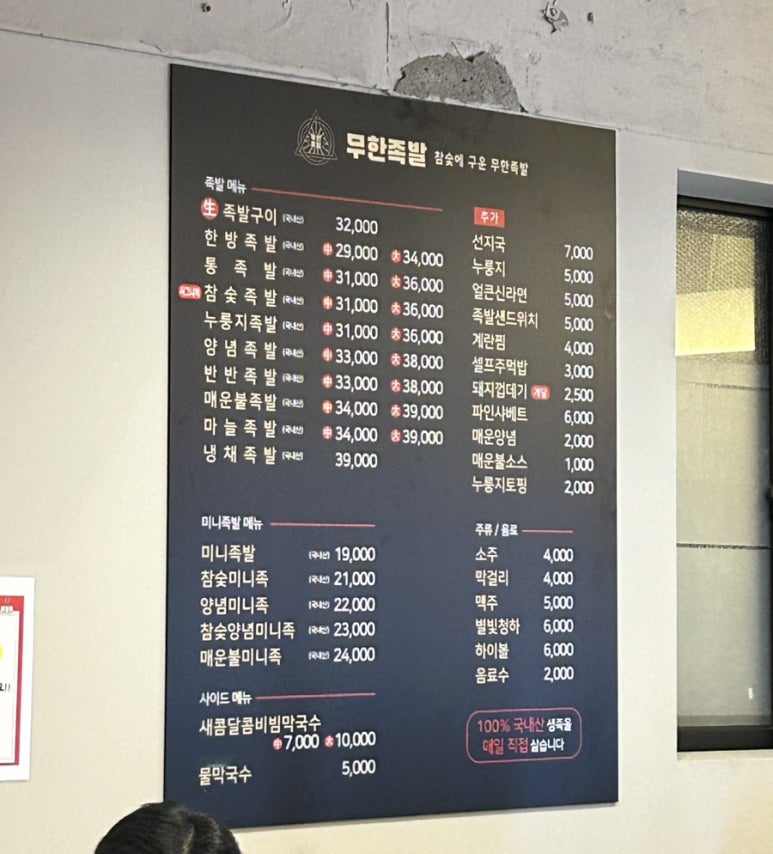 무한족발 참숯에 구운 무한족발
족발 메뉴
生 족발구이 (국내산) 32,000
한방족발 (국내산) 中 29,000 大 34,000
통족발 (국내산) 中 31,000 大 36,000
시그니처 참숯족발 (국내산) 中 31,000 大 36,000
누룽지족발 (국내산) 中 31,000 大 36,000
양념족발 (국내산) 中 33,000 大 38,000
반반족발 (국내산) 中 33,000 大 38,000
매운불족발 (국내산) 中 34,000 大 39,000
마늘족발 (국내산) 中 34,000 大 39,000
냉채족발 (국내산) 39,000
미니족발 메뉴
미니족발 (국내산) 19,000
참숯미니족 (국내산) 21,000
양념미니족 (국내산) 22,000
참숯양념미니족 (국내산) 23,000
매운불미니족 (국내산) 24,000
사이드 메뉴
새콤달콤비빔막국수
中 7,000 大 10,000
물막국수 5,000
추가
선지국 7,000
누룽지 5,000
얼큰신라면 5,000
족발샌드위치 5,000
계란찜 4,000
셀프주먹밥 3,000
돼지껍데기 개당 2,500
파인샤베트 6,000
매운양념 2,000
매운불소스 1,000
누룽지토핑 2,000
주류 / 음료
소주 4,000
막걸리 4,000
맥주 5,000
별빛청하 6,000
하이볼 6,000
음료수 2,000
100% 국내산 생족을
매일 직접 삶습니다